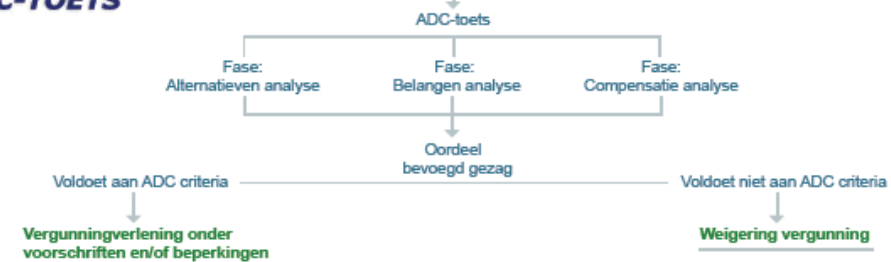 C-TOETS
ADC-toets
Fase:
Alternatieven analyse
Fase:
Belangen analyse
Fase:
Compensatie analyse
Oordeel
bevoegd gezag
Voldoet aan ADC criteria
Voldoet niet aan ADC criteria
Vergunningverlening onder
voorschriften en/of beperkingen
Weigering vergunning